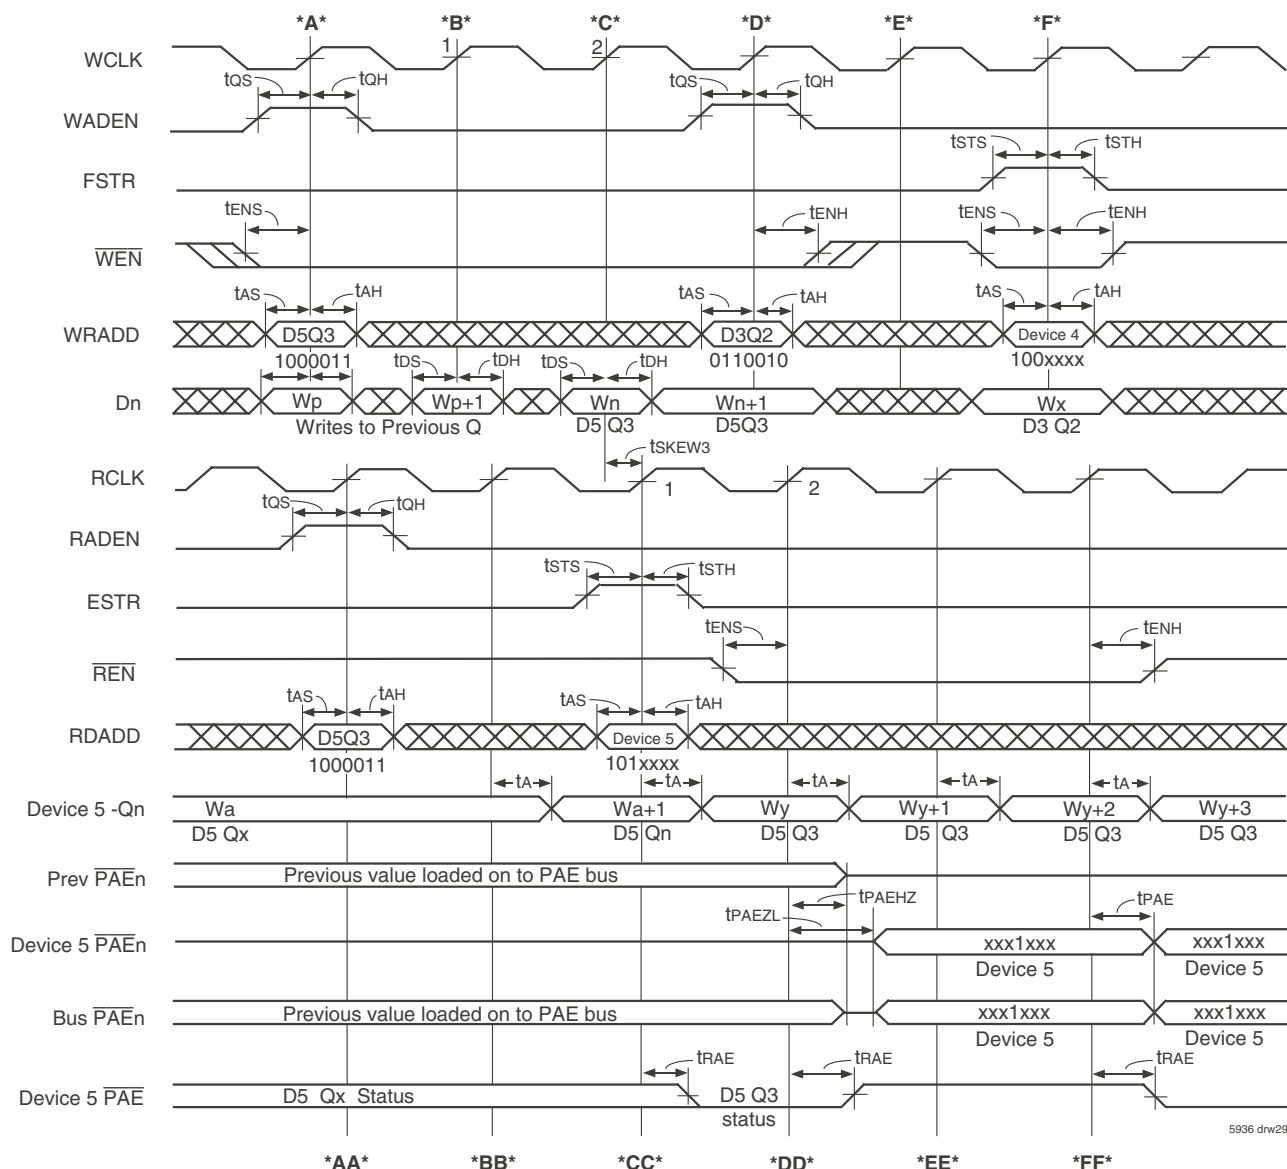 *A* *B* *C* *D* *E* *F*
WCLK 1 2
tQS tQH tQS tQH
WADEN
tSTS tSTH
FSTR
tENS tENH tENS tENH
WEN
tAS tAH tAS tAH tAS tAH
WRADD D5Q3 D3Q2 Device 4
1000011 tDS tDH tDS tDH 0110010 100xxxx
Dn Wp Wp+1 Wn Wn+1 Wx
Writes to Previous Q D5 Q3 D5Q3 D3 Q2
tSKEW3
RCLK 1 2
tQS tQH
RADEN
tSTS tSTH
ESTR
tENS tENH
REN
tAS tAH tAS tAH
RDADD D5Q3 Device 5
1000011 101xxxx
tA tA tA tA tA
Device 5 -Qn Wa Wa+1 Wy Wy+1 Wy+2 Wy+3
D5 Qx D5 Qn D5 Q3 D5 Q3 D5 Q3 D5 Q3
Prev PAEn Previous value loaded on to PAE bus
tPAEZL tPAEHZ tPAE
Device 5 PAEn xxx1xxx xxx1xxx
Device 5 Device 5
Bus PAEn Previous value loaded on to PAE bus xxx1xxx xxx1xxx
Device 5 Device 5
tRAE tRAE tRAE
Device 5 PAE D5 Qx Status D5 Q3
status
5936 drw29
*AA* *BB* *CC* *DD* *EE* *FF*